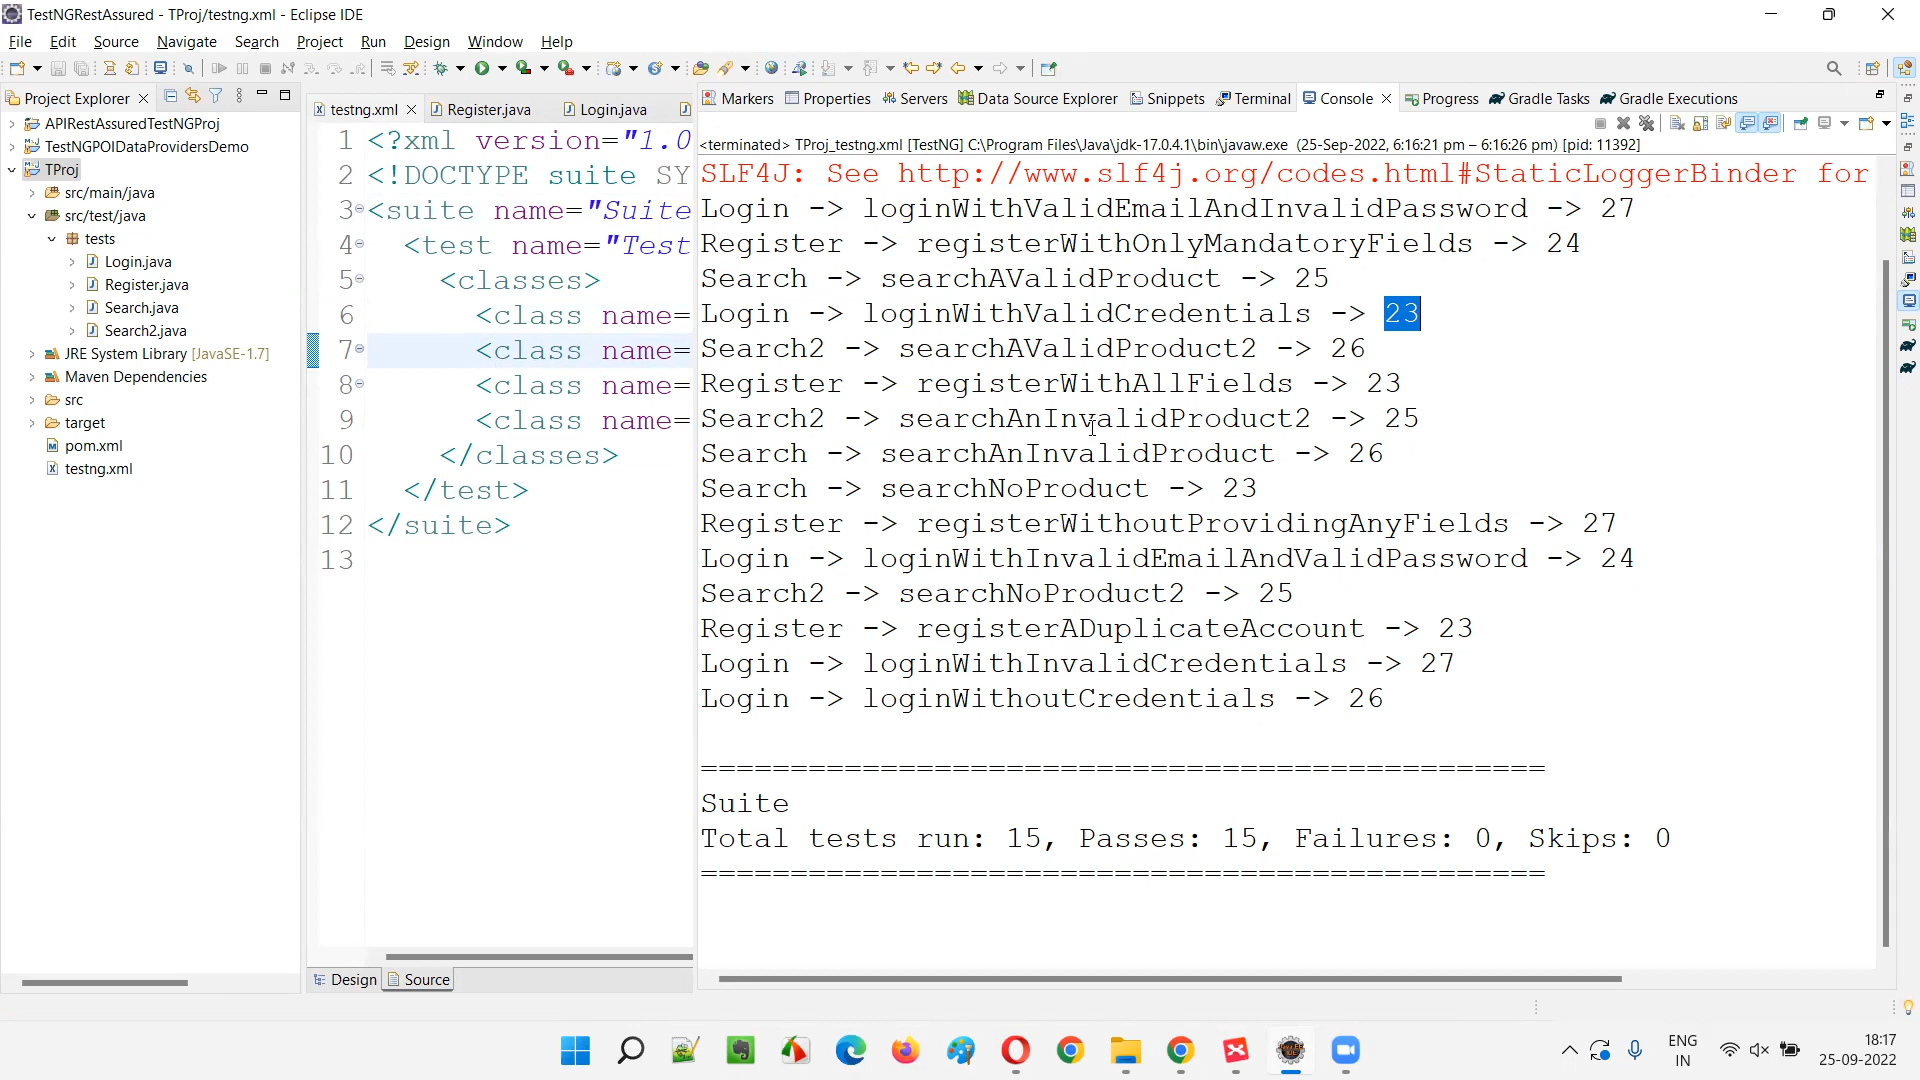 TestNGRestAssured - TProj/testng.xml - Eclipse IDE
File Edit Source Navigate Search Project Run Design Window Help
Project Explorer
APIRestAssuredTestNGProj
TestNGPOIDataProvidersDemo
TProj
src/main/java
src/test/java
tests
Login.java
Register.java
Search.java
Search2.java
JRE System Library [JavaSE-1.7]
Maven Dependencies
src
target
pom.xml
testng.xml
testng.xml Register.java Login.java
1 <?xml version="1.0
2 <!DOCTYPE suite SY
3 <suite name="Suite
4 <test name="Test
5 <classes>
6 <class name=
7 <class name=
8 <class name=
9 <class name=
10 </classes>
11 </test>
12 </suite>
13
Design Source
Markers Properties Servers Data Source Explorer Snippets Terminal Console Progress Gradle Tasks Gradle Executions
<terminated> TProj_testng.xml [TestNG] C:\Program Files\Java\jdk-17.0.4.1\bin\javaw.exe (25-Sep-2022, 6:16:21 pm – 6:16:26 pm) [pid: 11392]
SLF4J: See http://www.slf4j.org/codes.html#StaticLoggerBinder for
Login -> loginWithValidEmailAndInvalidPassword -> 27
Register -> registerWithOnlyMandatoryFields -> 24
Search -> searchAValidProduct -> 25
Login -> loginWithValidCredentials -> 23
Search2 -> searchAValidProduct2 -> 26
Register -> registerWithAllFields -> 23
Search2 -> searchAnInvalidProduct2 -> 25
Search -> searchAnInvalidProduct -> 26
Search -> searchNoProduct -> 23
Register -> registerWithoutProvidingAnyFields -> 27
Login -> loginWithInvalidEmailAndValidPassword -> 24
Search2 -> searchNoProduct2 -> 25
Register -> registerADuplicateAccount -> 23
Login -> loginWithInvalidCredentials -> 27
Login -> loginWithoutCredentials -> 26
===============================================
Suite
Total tests run: 15, Passes: 15, Failures: 0, Skips: 0
===============================================
ENG
IN
18:17
25-09-2022